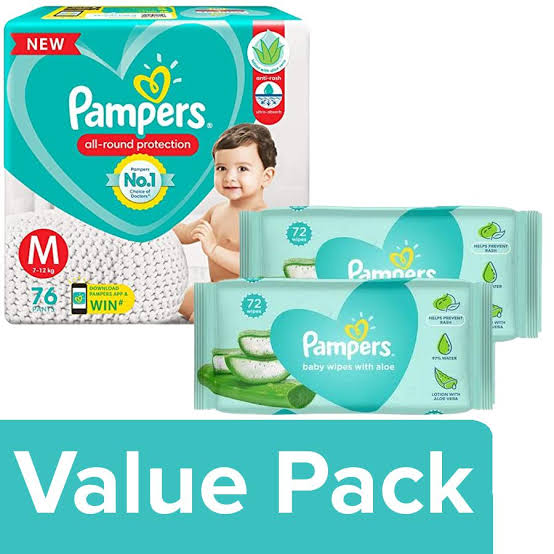 NEW
Pampers
all-round protection
Pampers
No.1
Choice of
Doctors*
anti-rash
ultra-absorb
M
7-12 kg
76
PANTS
DOWNLOAD
PAMPERS APP &
WIN#
72
wipes
Pampers
HELPS PREVENT
RASH
72
wipes
Pampers.
baby wipes with aloe
HELPS PREVENT
RASH
97% WATER
LOTION WITH
ALOE VERA
Value Pack